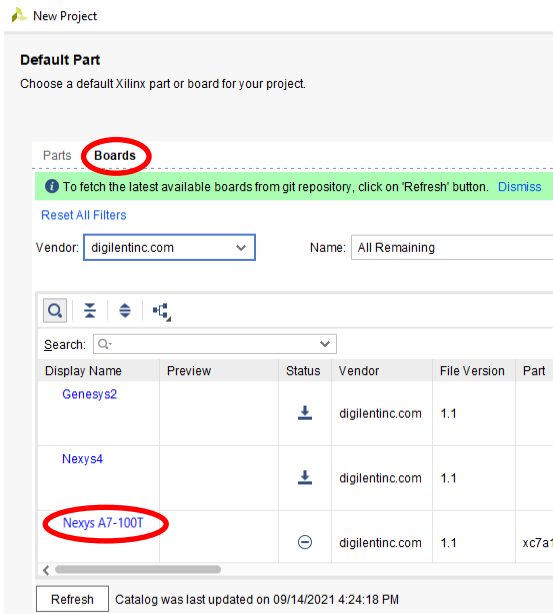 New Project
Default Part
Choose a default Xilinx part or board for your project.
Parts Boards
To fetch the latest available boards from git repository, click on 'Refresh' button. Dismiss
Reset All Filters
Vendor: digilentinc.com Name: All Remaining
Search: Q-
Display Name Preview Status Vendor File Version Part
Genesys2 digilentinc.com 1.1
Nexys4 digilentinc.com 1.1
Nexys A7-100T digilentinc.com 1.1 xc7a1
Refresh Catalog was last updated on 09/14/2021 4:24:18 PM